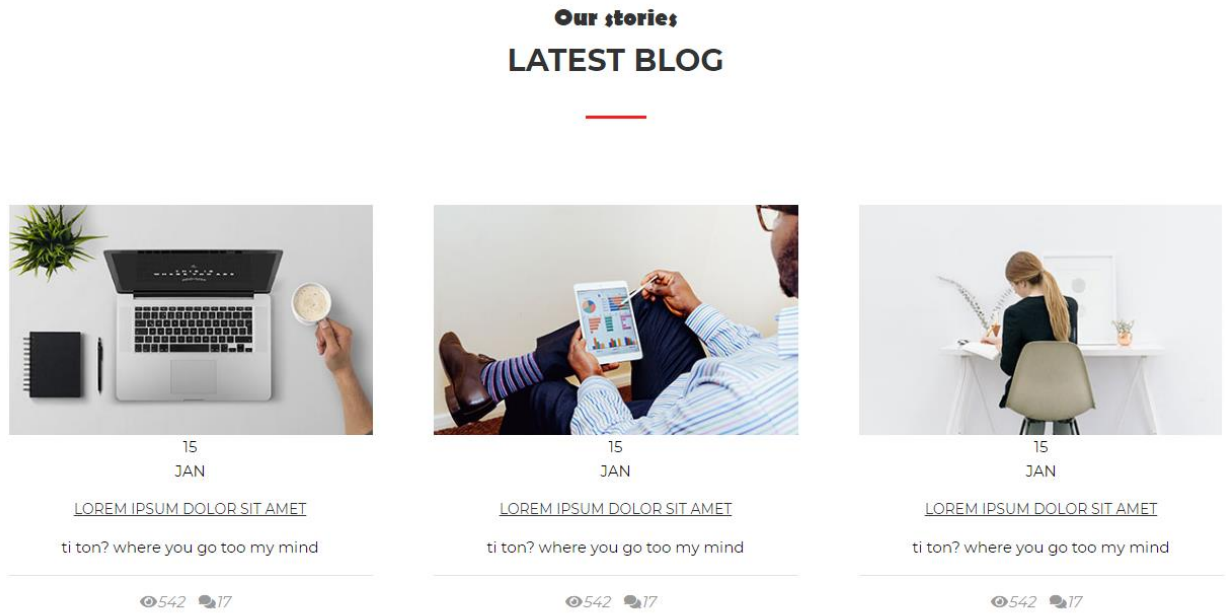 Our stories
LATEST BLOG
15
JAN
LOREM IPSUM DOLOR SIT AMET
ti ton? where you go too my mind
542 17
15
JAN
LOREM IPSUM DOLOR SIT AMET
ti ton? where you go too my mind
542 17
15
JAN
LOREM IPSUM DOLOR SIT AMET
ti ton? where you go too my mind
542 17